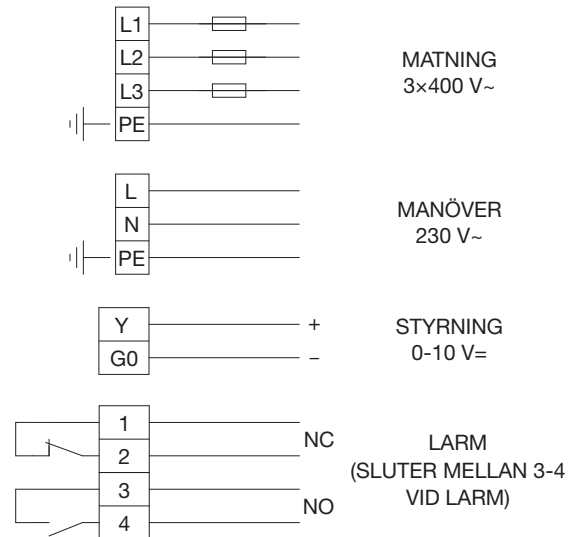 L1
L2
L3
PE
MATNING
3×400 V~
L
N
PE
MANÖVER
230 V~
Y
G0
+
−
STYRNING
0-10 V=
1
2
3
4
NC
NO
LARM
(SLUTER MELLAN 3-4
VID LARM)